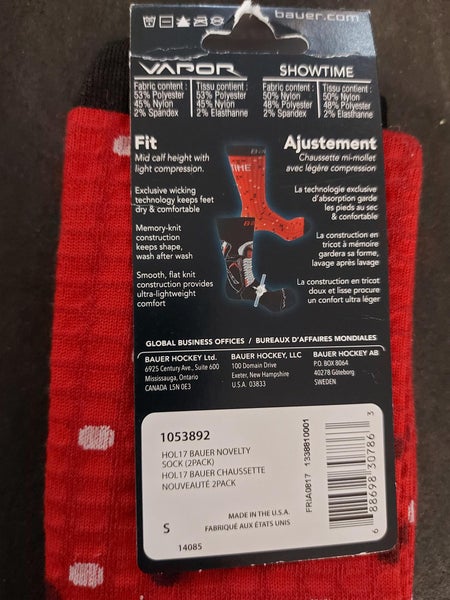 bauer.com
VAPOR
SHOWTIME
Fabric content :
53% Polyester
45% Nylon
2% Spandex
Tissu content :
53% Polyester
45% Nylon
2% Elasthanne
Fabric content :
50% Nylon
48% Polyester
2% Spandex
Tissu content :
50% Nylon
48% Polyester
2% Elasthanne
Fit
Mid calf height with
light compression.
Exclusive wicking
technology keeps feet
dry & comfortable
Memory-knit
construction
keeps shape,
wash after wash
Smooth, flat knit
construction provides
ultra-lightweight
comfort
Ajustement
Chaussette mi-mollet
avec légère compression
La technologie exclusive
d'absorption garde
les pieds au sec
& confortable
La construction en
tricot à mémoire
gardera sa forme,
lavage après lavage
La construction en tricot
doux et lisse procure
un confort ultra léger
GLOBAL BUSINESS OFFICES / BUREAUX D'AFFAIRES MONDIALES
BAUER HOCKEY Ltd.
6925 Century Ave., Suite 600
Mississauga, Ontario
CANADA L5N 0E3
BAUER HOCKEY, LLC
100 Domain Drive
Exeter, New Hampshire
U.S.A. 03833
BAUER HOCKEY AB
P.O. BOX 8064
40278 Göteborg
SWEDEN
1053892
HOL17 BAUER NOVELTY
SOCK (2PACK)
HOL17 BAUER CHAUSSETTE
NOUVEAUTÉ 2PACK
MADE IN THE U.S.A.
FABRIQUÉ AUX ÉTATS UNIS
S
14085
FRIA0817 1338810001
6 88698 30786 3